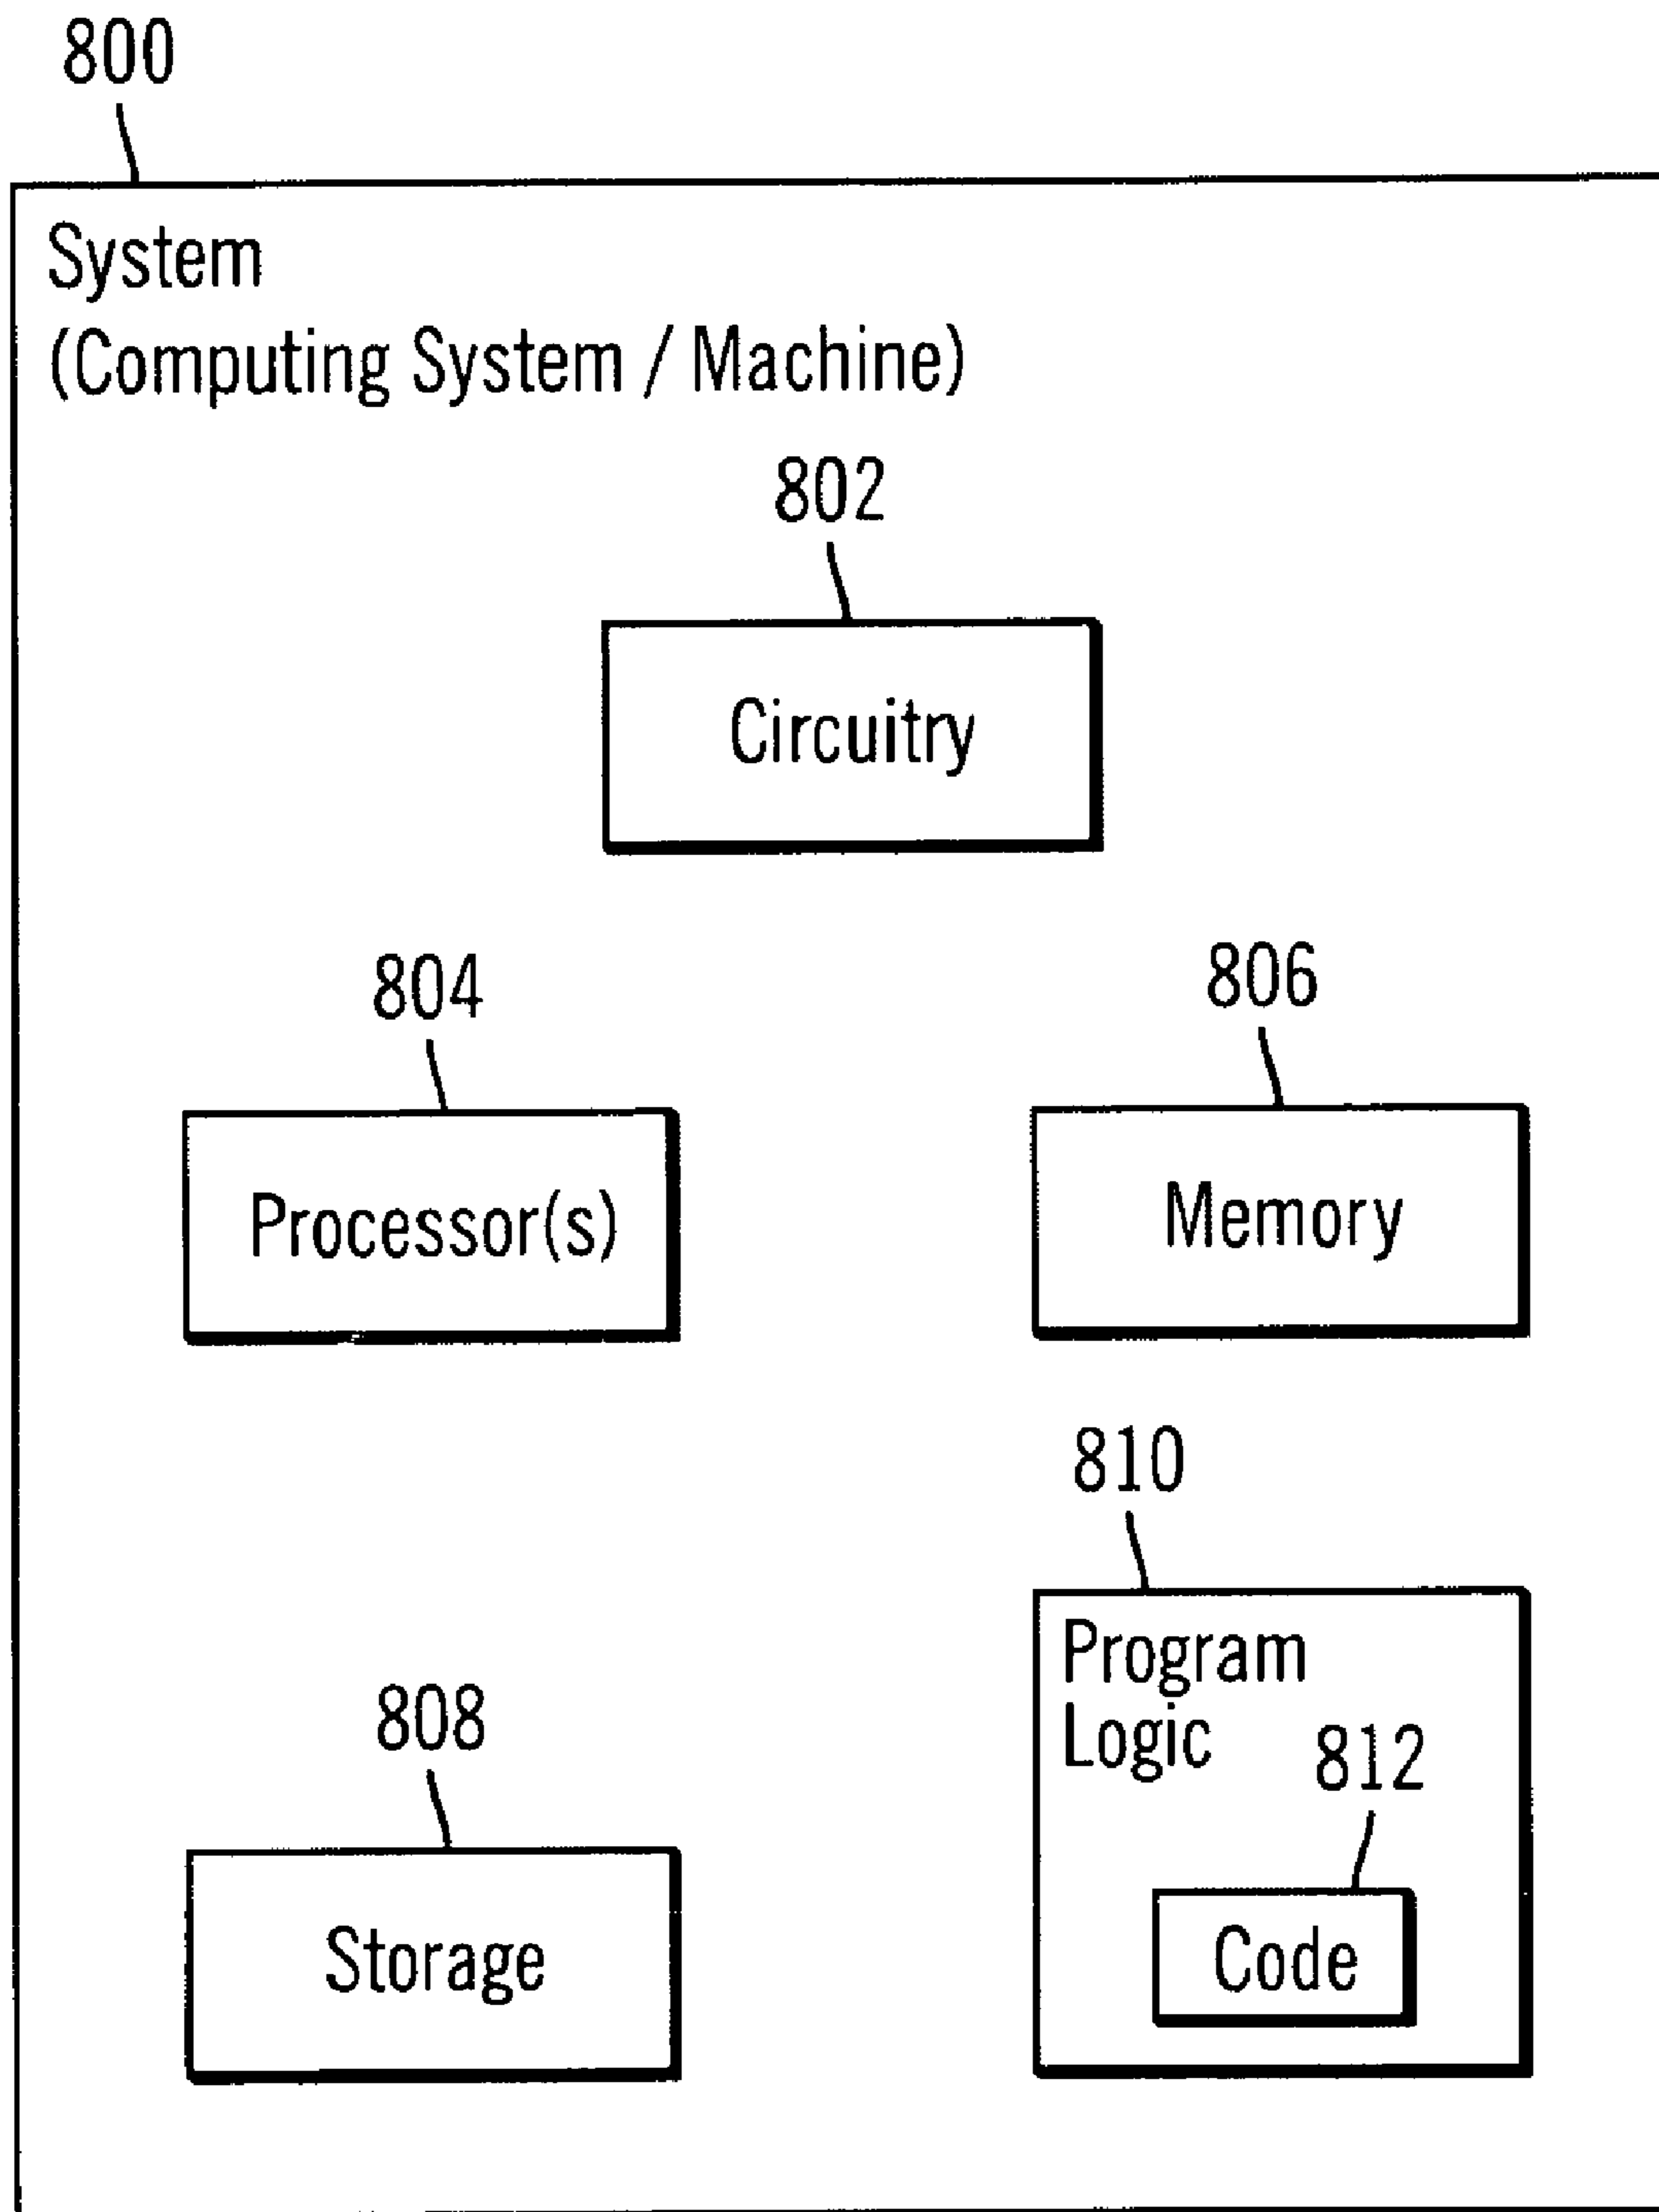 800
System
(Computing System / Machine)
802
Circuitry
804
806
Processor(s)
Memory
810
Program
Logic
808
812
Storage
Code